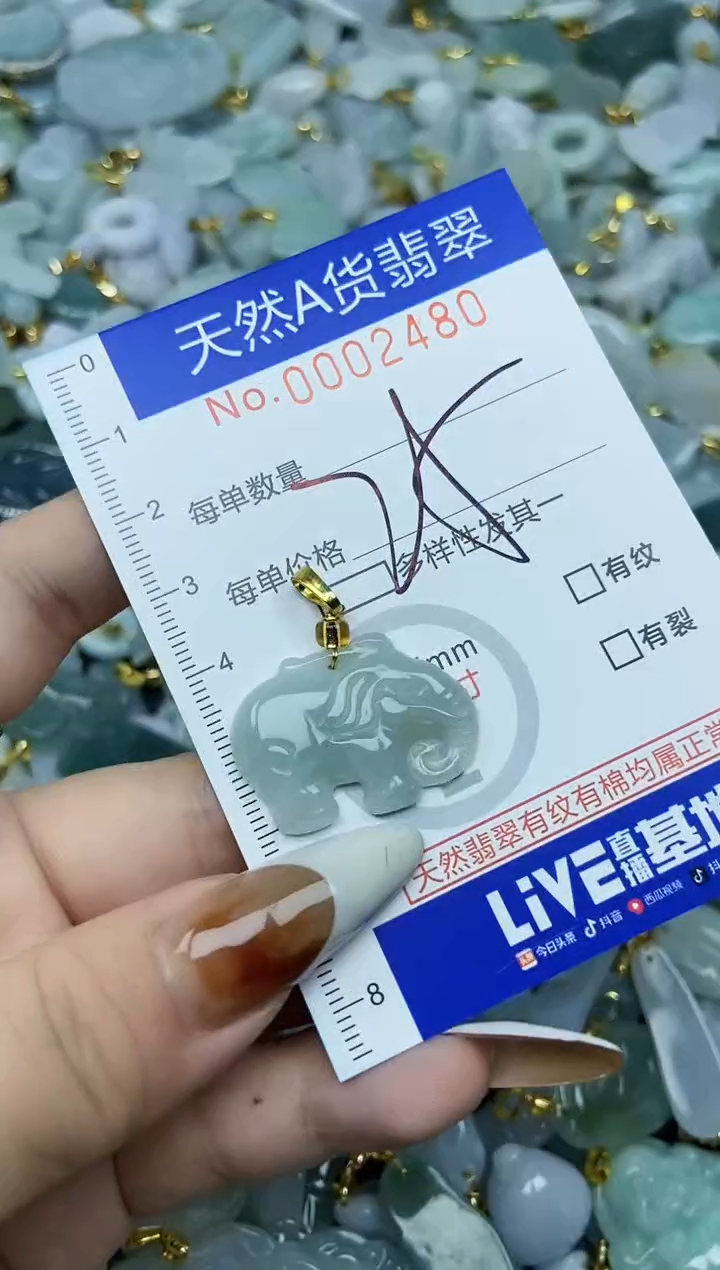 天然A货翡翠
No.0002480
每单数量
每单价格
多样性发其一
有纹
mm
寸
有裂
天然翡翠有纹有棉均属正常
LIVE直播基地
今日头条 抖音 西瓜视频 抖
0
1
2
3
4
8